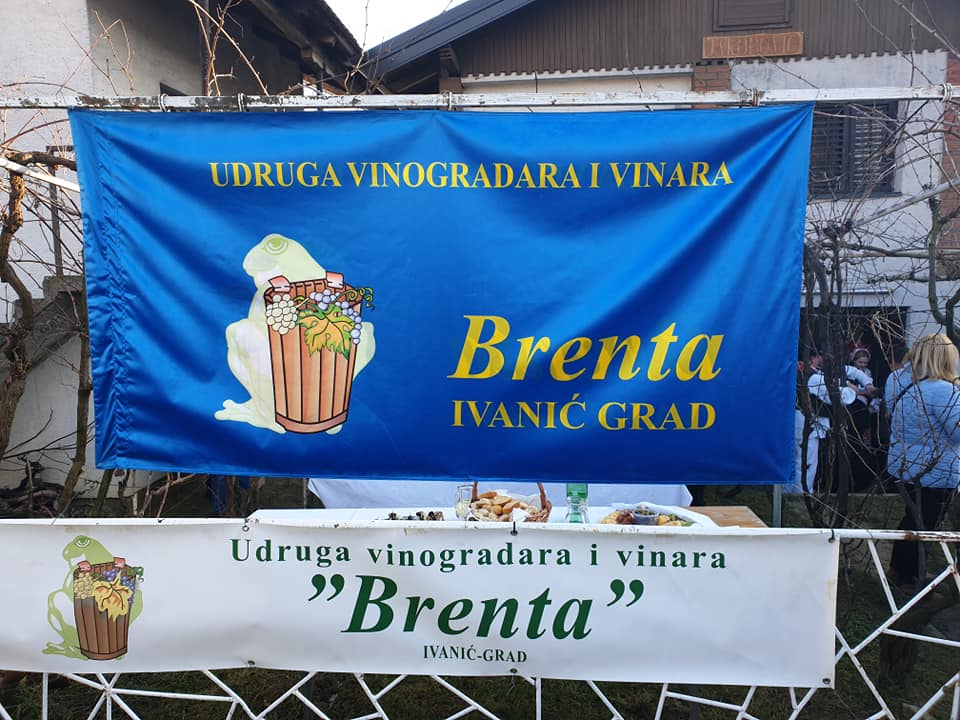 UDRUGA VINOGRADARA I VINARA
Brenta
IVANIĆ GRAD
Udruga vinogradara i vinara
”Brenta”
IVANIĆ-GRAD